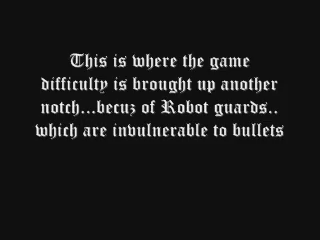 This is where the game
difficulty is brought up another
notch...becuz of Robot guards..
which are invulnerable to bullets